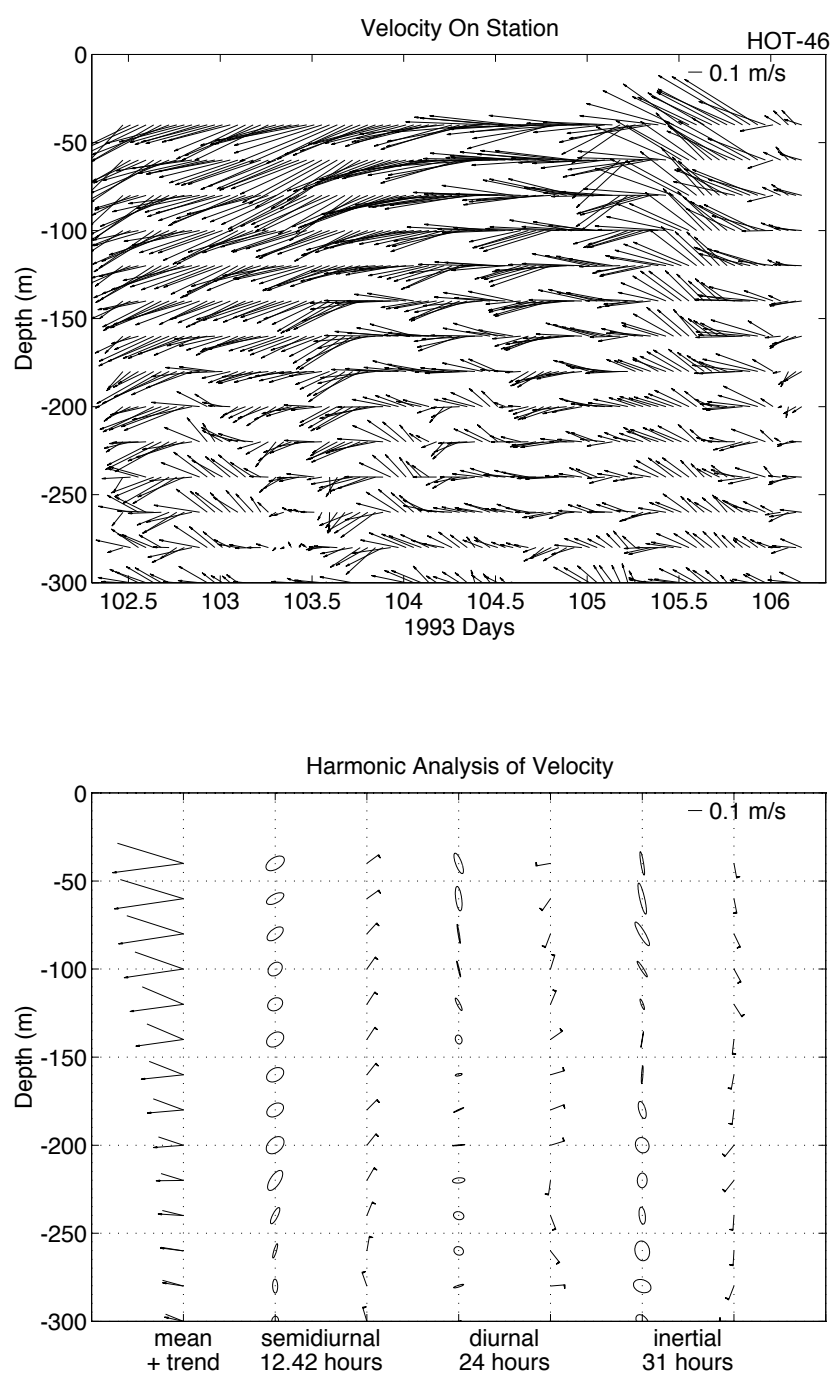 Velocity On Station
HOT-46
0.1 m/s
0
-50
-100
-150
-200
-250
-300
Depth (m)
102.5 103 103.5 104 104.5 105 105.5 106
1993 Days
Harmonic Analysis of Velocity
0.1 m/s
0
-50
-100
-150
-200
-250
-300
Depth (m)
mean semidiurnal diurnal inertial
+ trend 12.42 hours 24 hours 31 hours